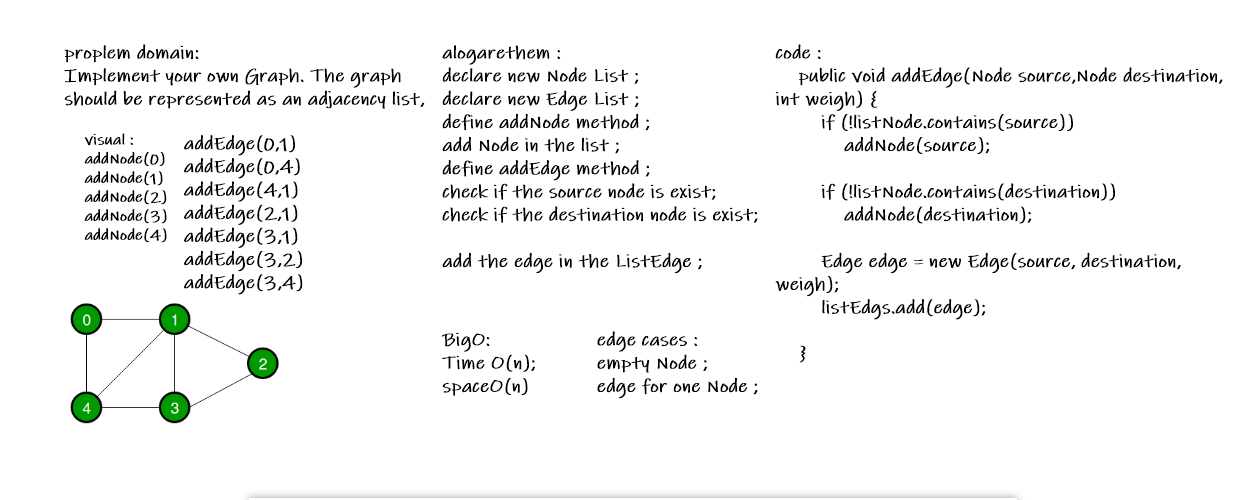 proplem domain:
Implement your own Graph. The graph
should be represented as an adjacency list,
visual :
addNode(0)
addNode(1)
addNode(2)
addNode(3)
addNode(4)
addEdge(0,1)
addEdge(0,4)
addEdge(4,1)
addEdge(2,1)
addEdge(3,1)
addEdge(3,2)
addEdge(3,4)
0
1
2
4
3
alogarethem :
declare new Node List ;
declare new Edge List ;
define addNode method ;
add Node in the list ;
define addEdge method ;
check if the source node is exist;
check if the destination node is exist;
add the edge in the ListEdge ;
BigO:
Time O(n);
spaceO(n)
edge cases :
empty Node ;
edge for one Node ;
code :
public void addEdge(Node source,Node destination,
int weigh) {
if (!listNode.contains(source))
addNode(source);
if (!listNode.contains(destination))
addNode(destination);
Edge edge = new Edge(source, destination,
weigh);
listEdgs.add(edge);
}